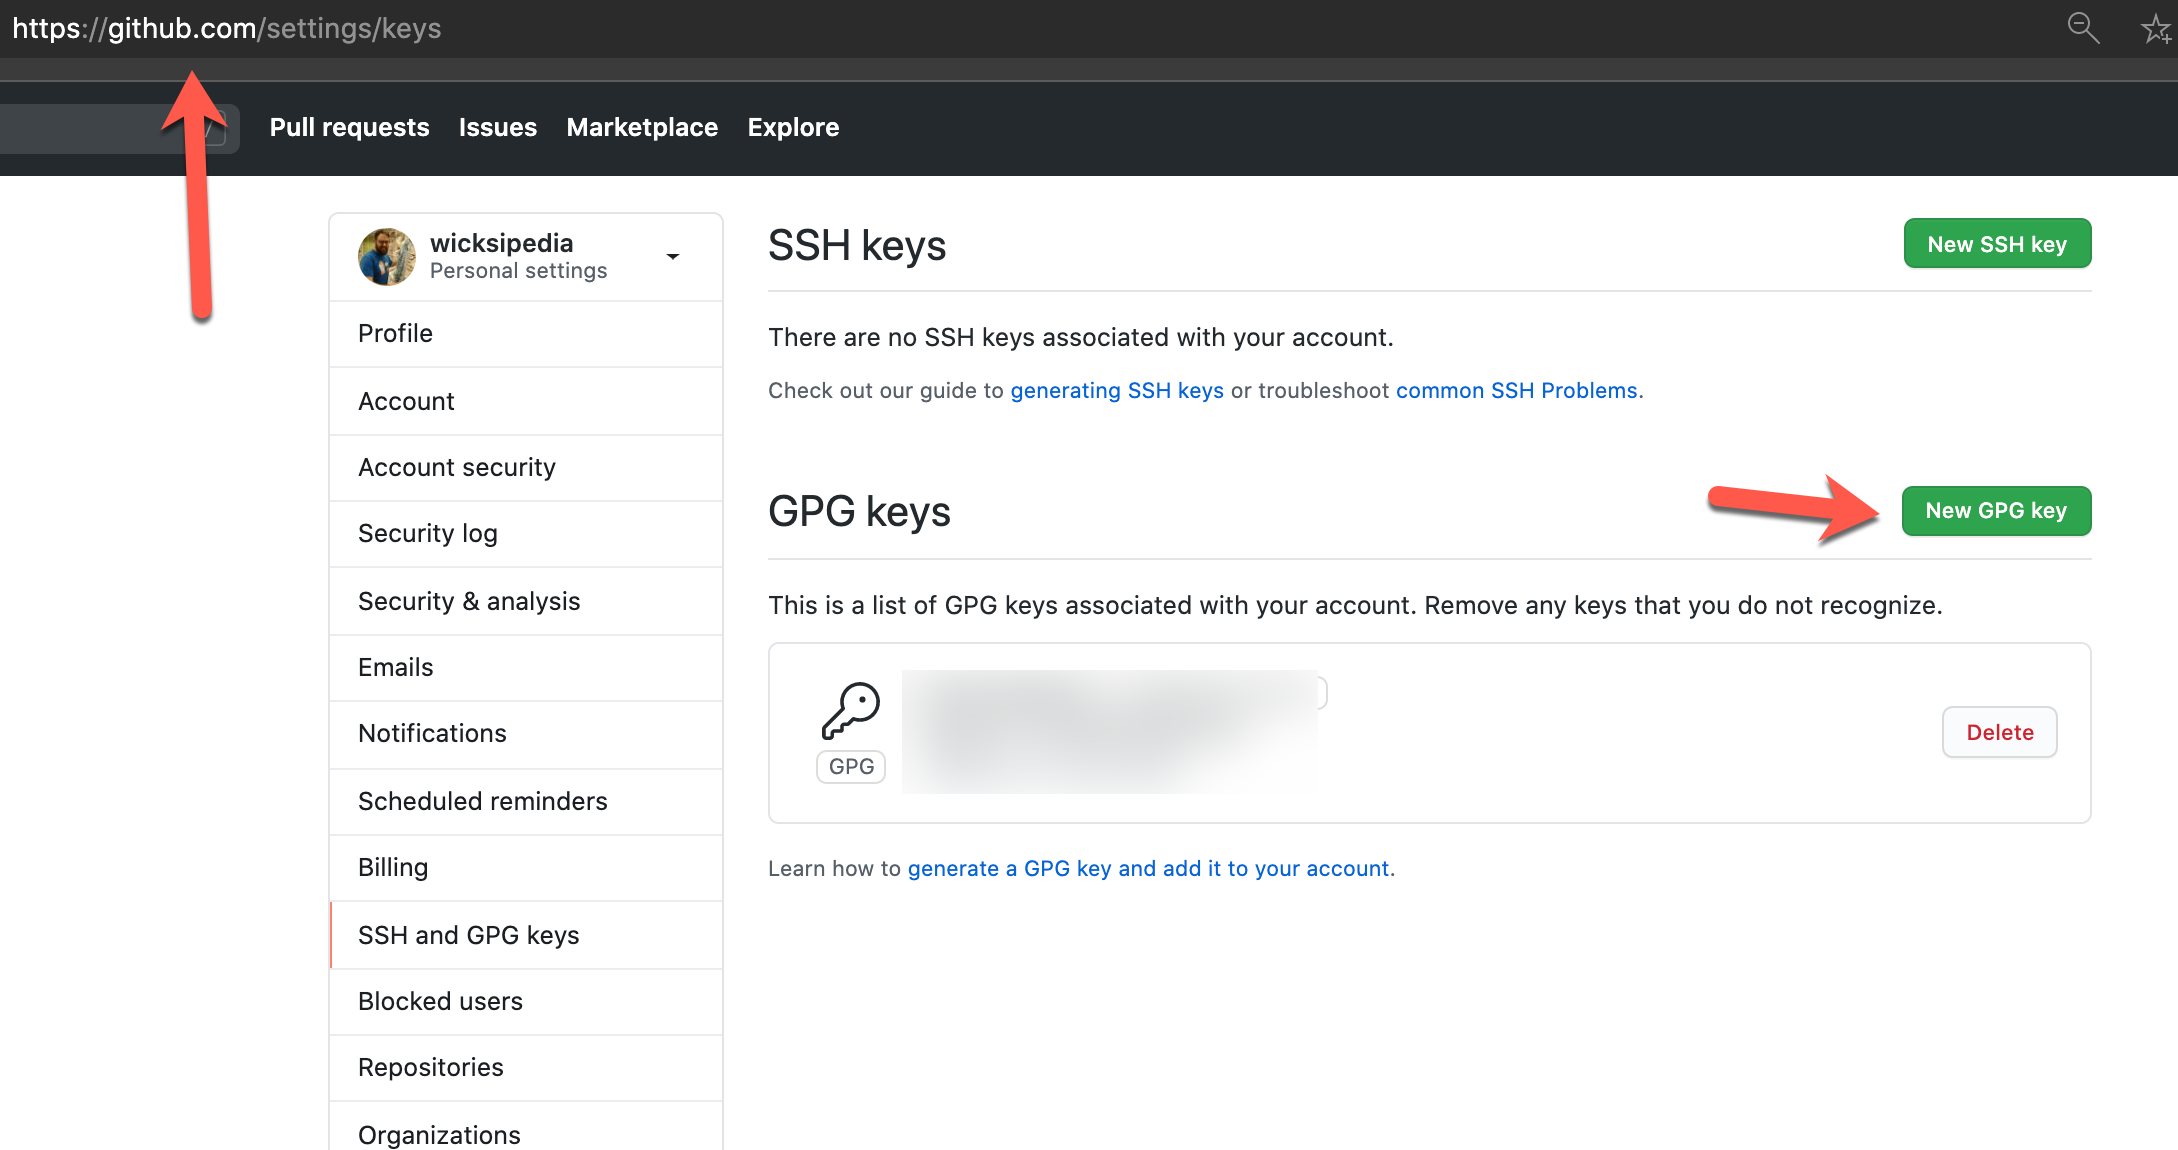 https://github.com/settings/keys
/
Pull requests Issues Marketplace Explore
wicksipedia
Personal settings
Profile
Account
Account security
Security log
Security & analysis
Emails
Notifications
Scheduled reminders
Billing
SSH and GPG keys
Blocked users
Repositories
Organizations
SSH keys
New SSH key
There are no SSH keys associated with your account.
Check out our guide to generating SSH keys or troubleshoot common SSH Problems.
GPG keys
New GPG key
This is a list of GPG keys associated with your account. Remove any keys that you do not recognize.
GPG
Delete
Learn how to generate a GPG key and add it to your account.